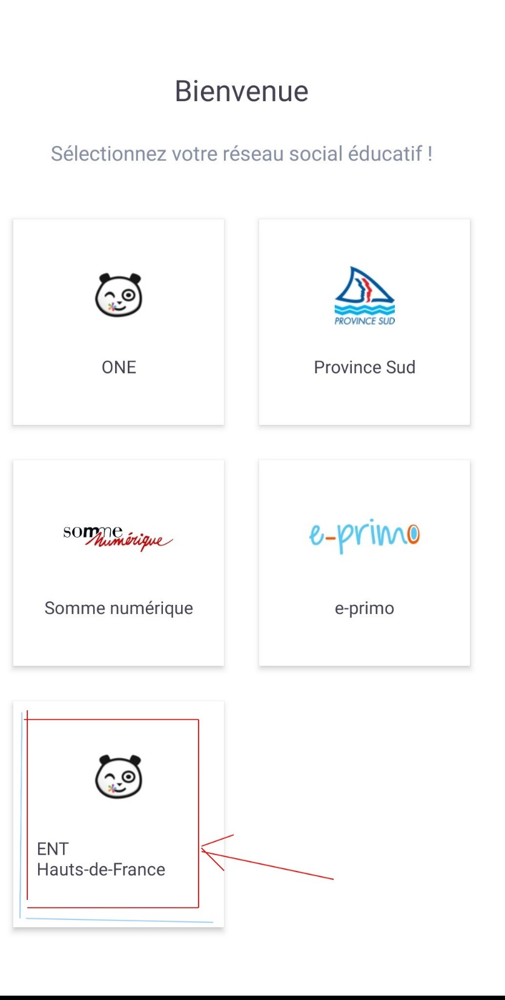 Bienvenue
Sélectionnez votre réseau social éducatif !
ONE
PROVINCE SUD
Province Sud
somme
numérique
Somme numérique
e-primo
e-primo
ENT
Hauts-de-France